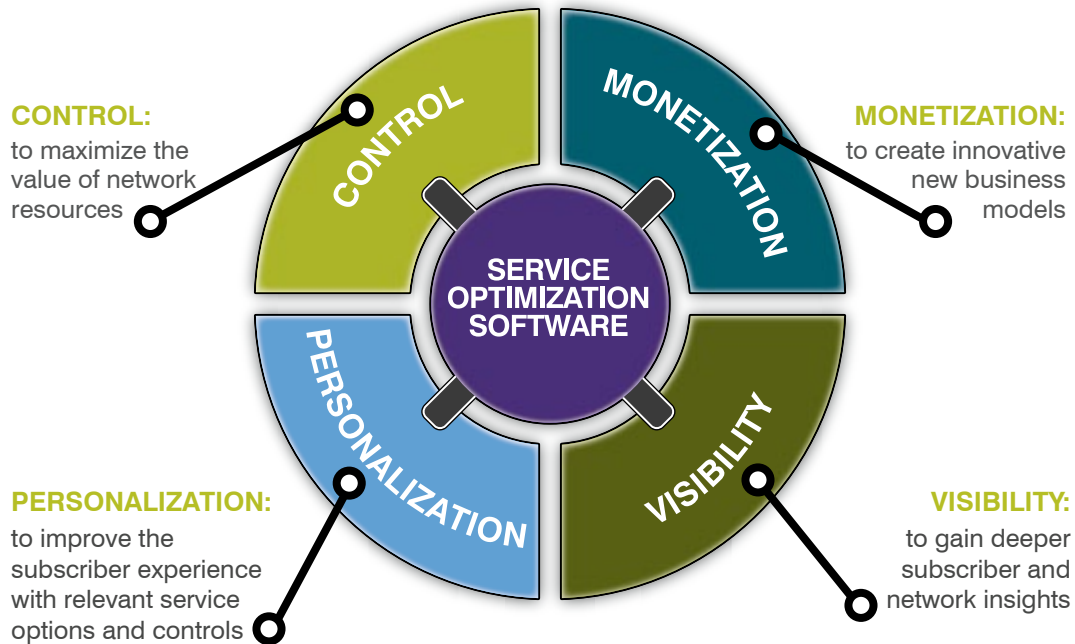 CONTROL:
to maximize the
value of network
resources
CONTROL
MONETIZATION
MONETIZATION:
to create innovative
new business
models
SERVICE
OPTIMIZATION
SOFTWARE
PERSONALIZATION:
to improve the
subscriber experience
with relevant service
options and controls
PERSONALIZATION
VISIBILITY
VISIBILITY:
to gain deeper
subscriber and
network insights